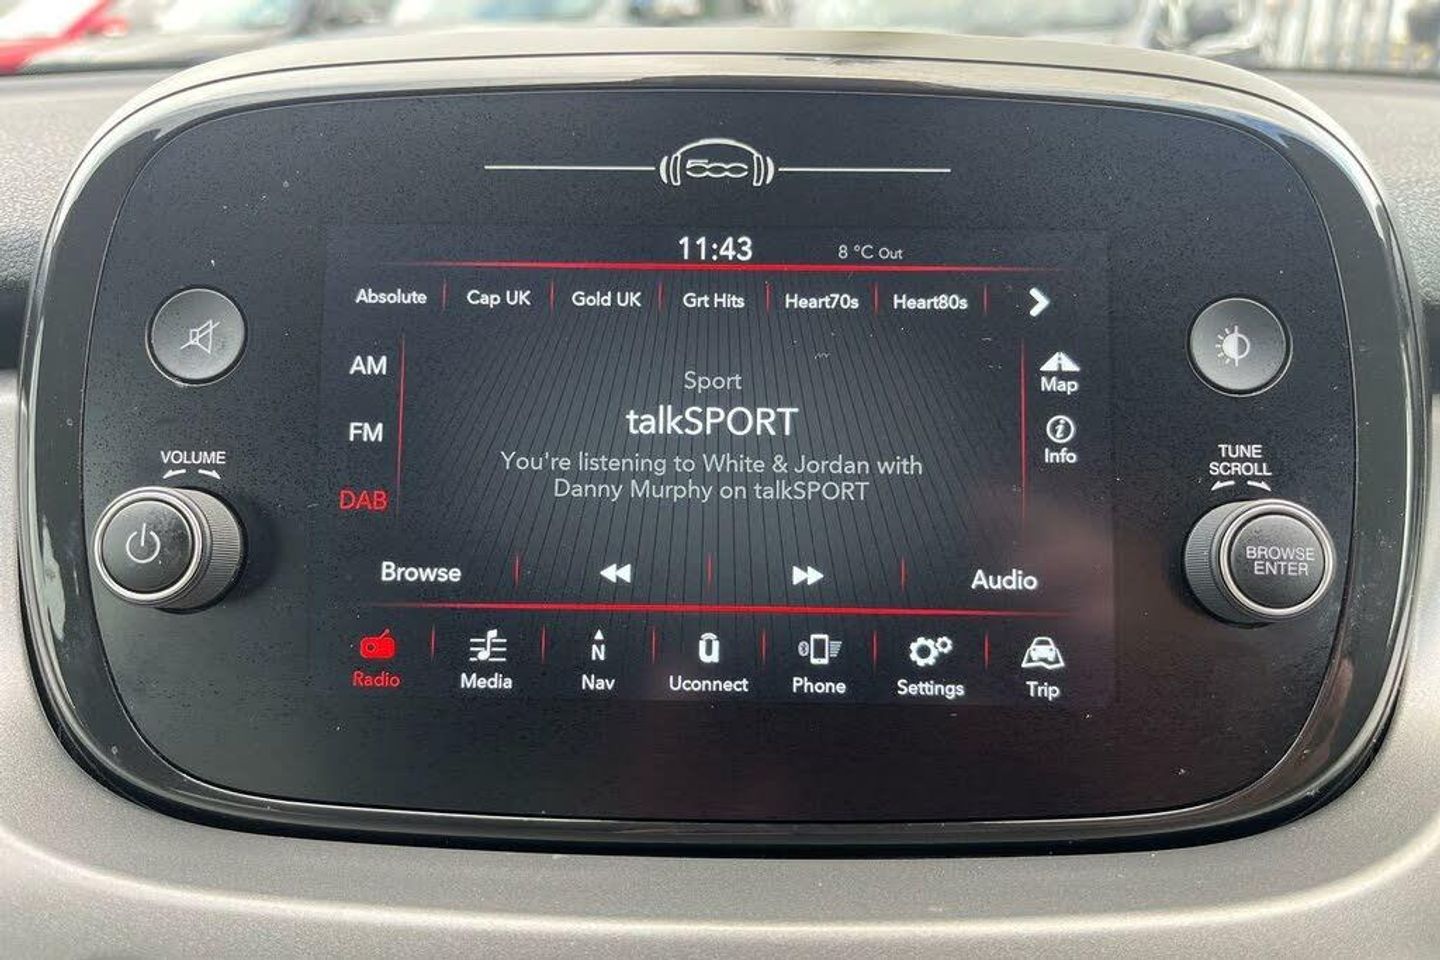 500
11:43
8 °C Out
Absolute
Cap UK
Gold UK
Grt Hits
Heart70s
Heart80s
AM
FM
DAB
Sport
talkSPORT
You're listening to White & Jordan with
Danny Murphy on talkSPORT
Map
Info
VOLUME
TUNE
SCROLL
BROWSE
ENTER
Browse
Audio
Radio
Media
N
Nav
Uconnect
Phone
Settings
Trip